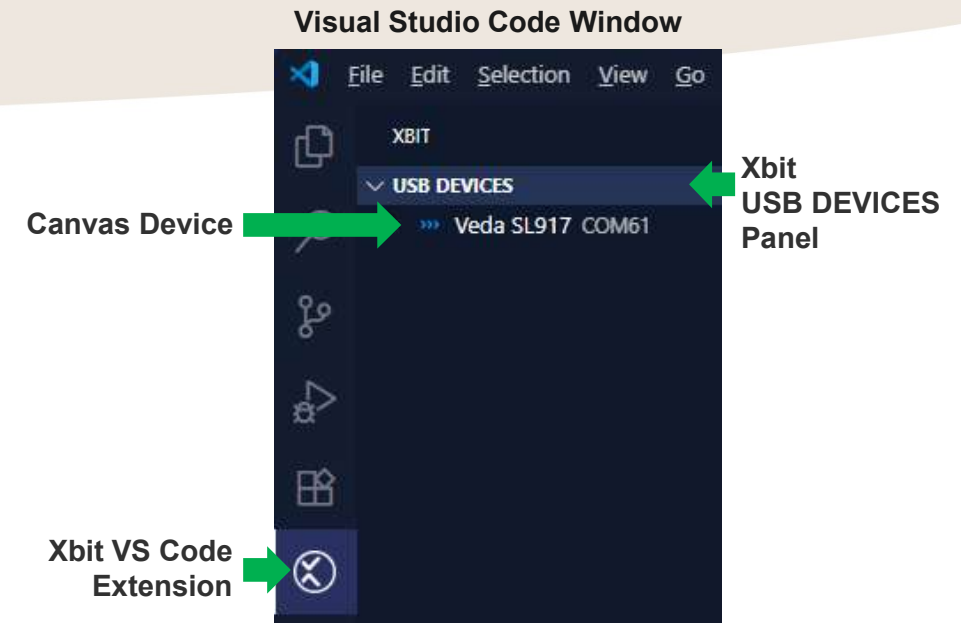 Visual Studio Code Window
File Edit Selection View Go
XBIT
USB DEVICES
Veda SL917 COM61
Canvas Device
Xbit
USB DEVICES
Panel
Xbit VS Code
Extension